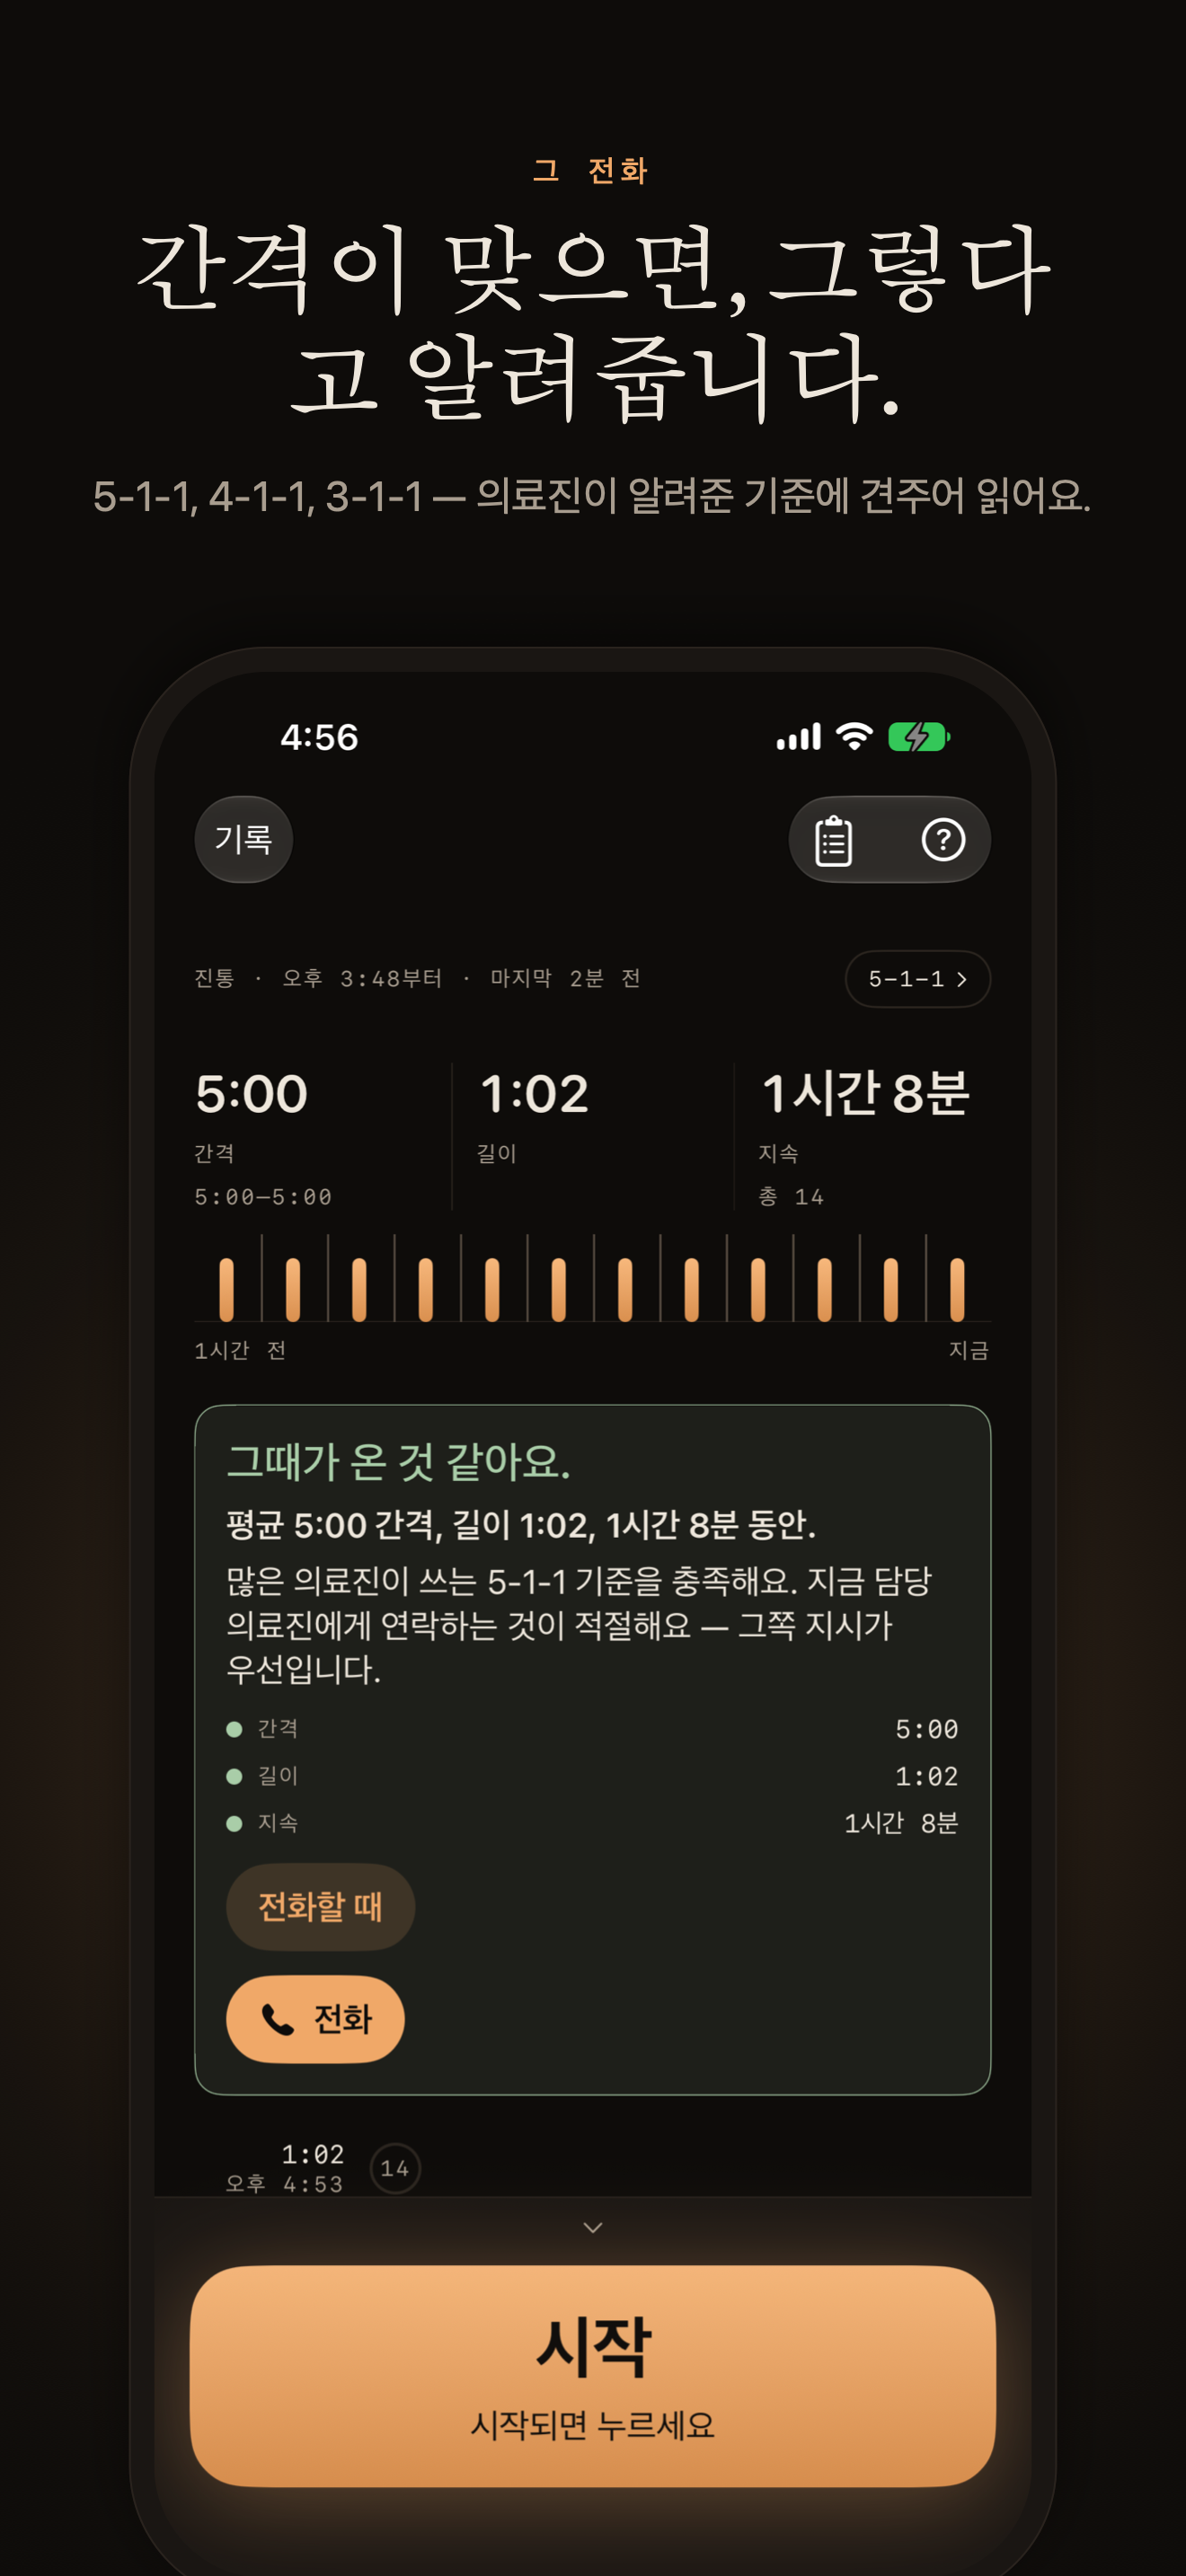 그 전화
간격이 맞으면, 그렇다
고 알려줍니다.
5-1-1, 4-1-1, 3-1-1 — 의료진이 알려준 기준에 견주어 읽어요.
4:56
기록
?
진통 · 오후 3:48부터 · 마지막 2분 전
5-1-1 >
5:00 1:02 1시간 8분
간격 길이 지속
5:00—5:00 총 14
1시간 전 지금
그때가 온 것 같아요.
평균 5:00 간격, 길이 1:02, 1시간 8분 동안.
많은 의료진이 쓰는 5-1-1 기준을 충족해요. 지금 담당
의료진에게 연락하는 것이 적절해요 — 그쪽 지시가
우선입니다.
간격 5:00
길이 1:02
지속 1시간 8분
전화할 때
전화
1:02
오후 4:53 14
시작
시작되면 누르세요